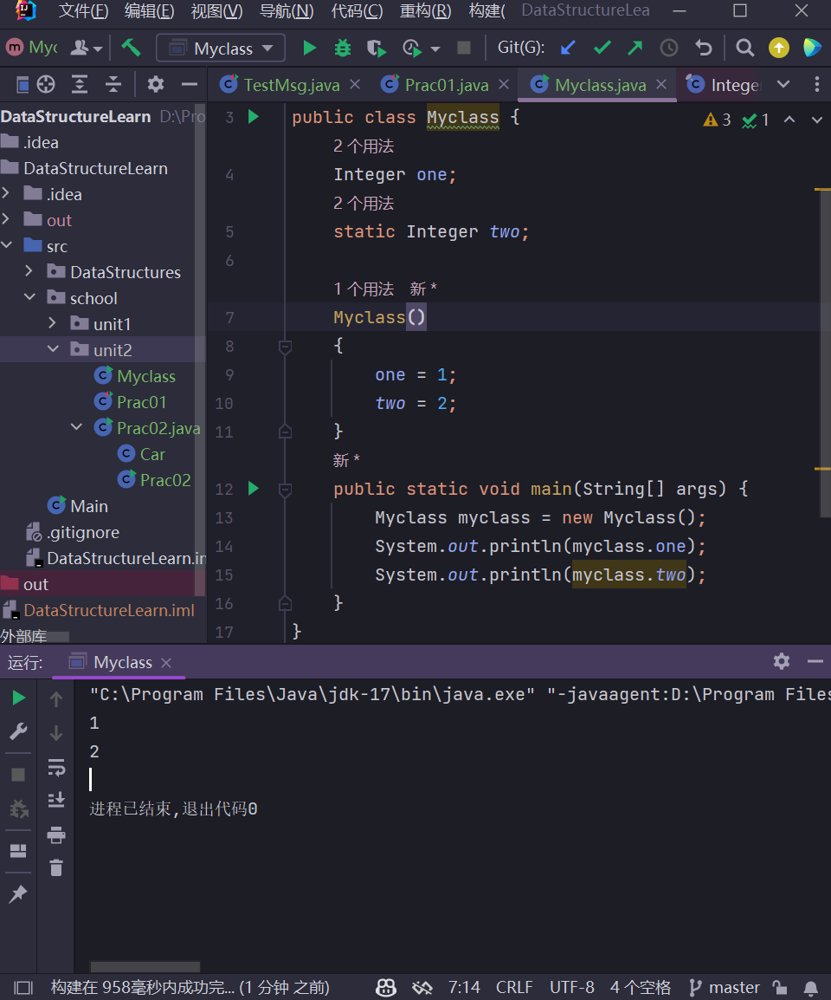 文件(F) 编辑(E) 视图(V) 导航(N) 代码(C) 重构(R) 构建( DataStructureLea
Myc Myclass Git(G):
TestMsg.java Prac01.java Myclass.java Intege
DataStructureLearn D:\Pro
.idea
DataStructureLearn
.idea
out
src
DataStructures
school
unit1
unit2
Myclass
Prac01
Prac02.java
Car
Prac02
Main
.gitignore
DataStructureLearn.in
out
DataStructureLearn.iml
外部库
3 1
3 public class Myclass {
2 个用法
4 Integer one;
2 个用法
5 static Integer two;
6
1 个用法 新 *
7 Myclass()
8 {
9 one = 1;
10 two = 2;
11 }
新 *
12 public static void main(String[] args) {
13 Myclass myclass = new Myclass();
14 System.out.println(myclass.one);
15 System.out.println(myclass.two);
16 }
17 }
运行: Myclass
"C:\Program Files\Java\jdk-17\bin\java.exe" "-javaagent:D:\Program Files
1
2
进程已结束,退出代码0
构建在 958毫秒内成功完... (1 分钟 之前) 7:14 CRLF UTF-8 4 个空格 master